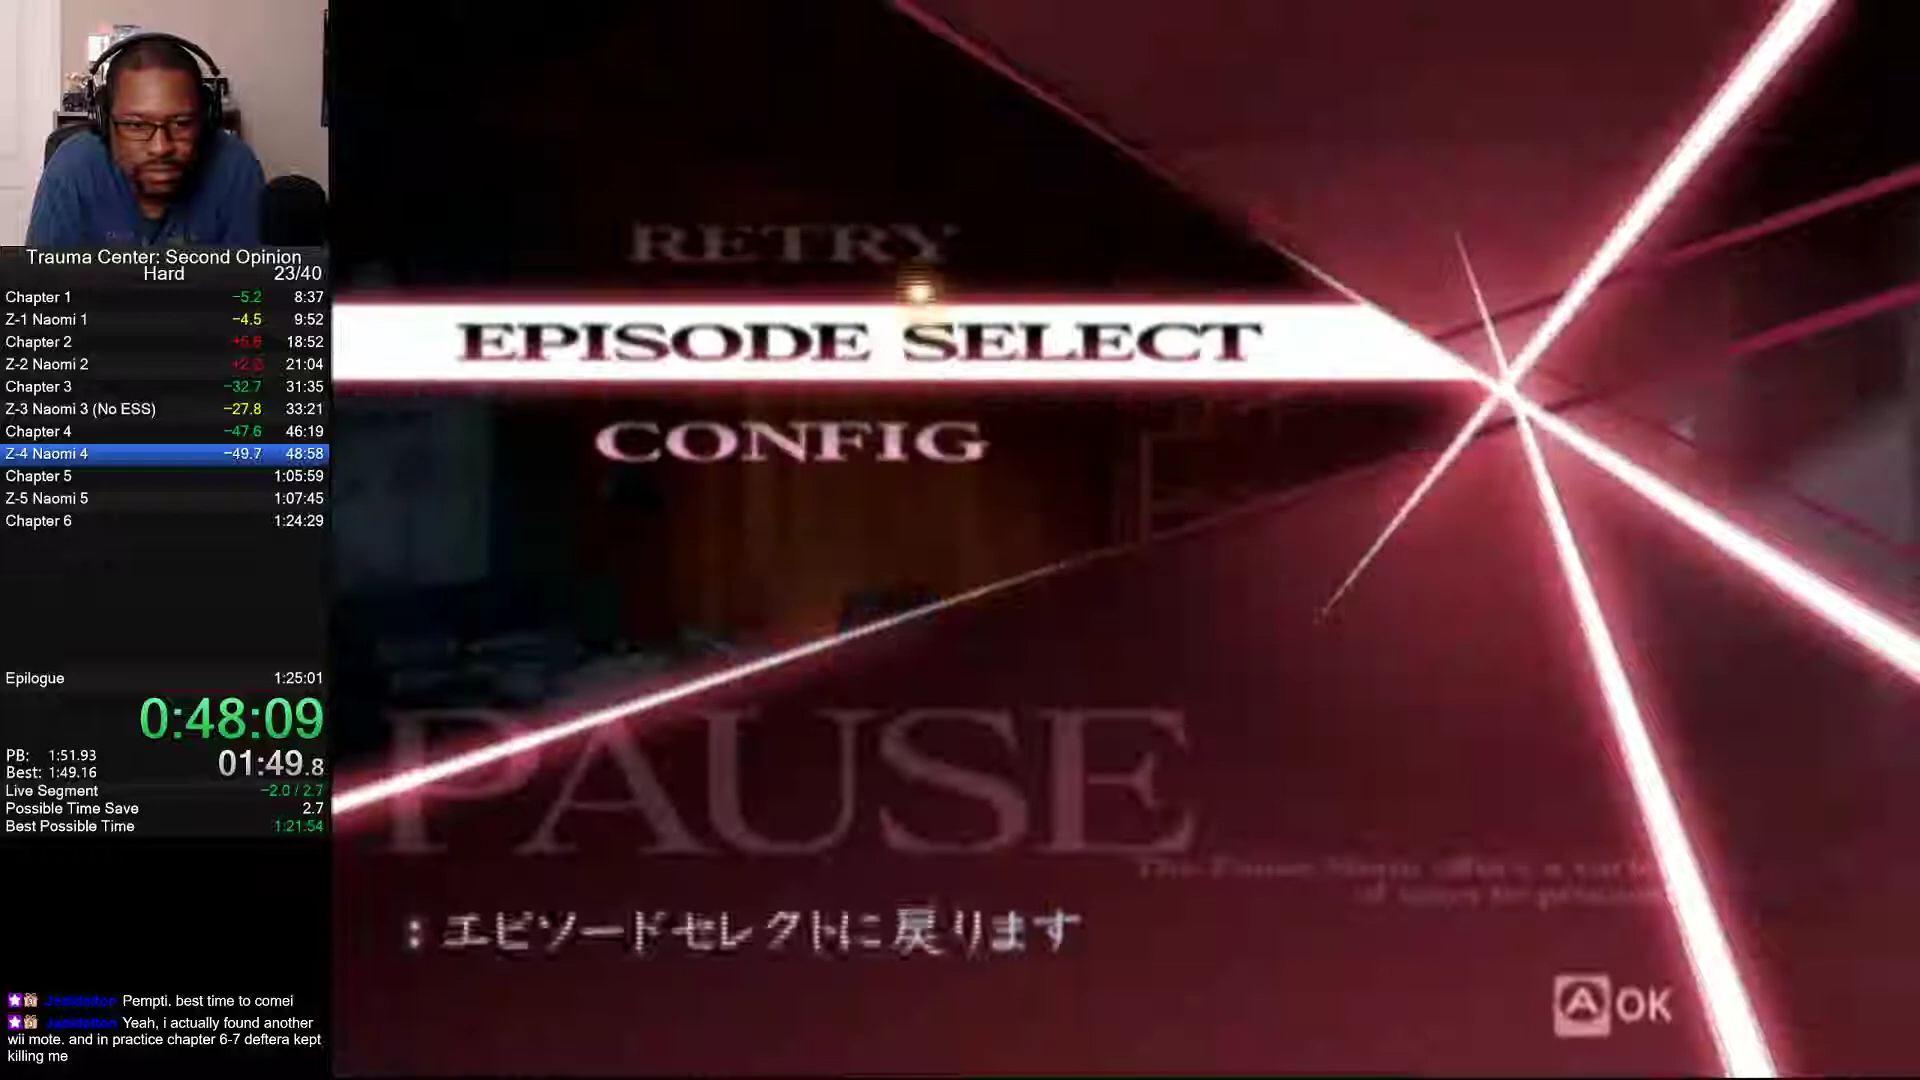 Trauma Center: Second Opinion
Hard 23/40
Chapter 1 −5.2 8:37
Z-1 Naomi 1 −4.5 9:52
Chapter 2 18:52
Z-2 Naomi 2 21:04
Chapter 3 −32.7 31:35
Z-3 Naomi 3 (No ESS) −27.8 33:21
Chapter 4 −47.6 46:19
Z-4 Naomi 4 −49.7 48:58
Chapter 5 1:05:59
Z-5 Naomi 5 1:07:45
Chapter 6 1:24:29
Epilogue 1:25:01
0:48:09
PB: 1:51.93
Best: 1:49.16
01:49.8
Live Segment −2.0 / 2.7
Possible Time Save 2.7
Best Possible Time 1:21:54
Pempti. best time to comei
Yeah, i actually found another
wii mote. and in practice chapter 6-7 deftera kept
killing me
RETRY
EPISODE SELECT
CONFIG
PAUSE
The Pause Menu offers a
: エピソードセレクトに戻ります
A OK